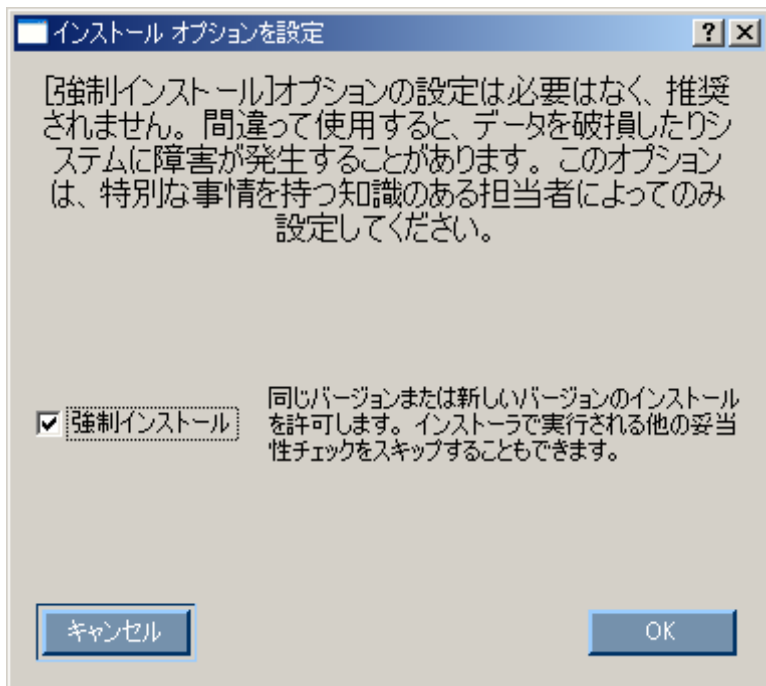 インストール オプションを設定
[強制インストール]オプションの設定は必要はなく、推奨
されません。間違って使用すると、データを破損したりシ
ステムに障害が発生することがあります。このオプション
は、特別な事情を持つ知識のある担当者によってのみ
設定してください。
強制インストール
同じバージョンまたは新しいバージョンのインストール
を許可します。インストーラで実行される他の妥当
性チェックをスキップすることもできます。
キャンセル
OK